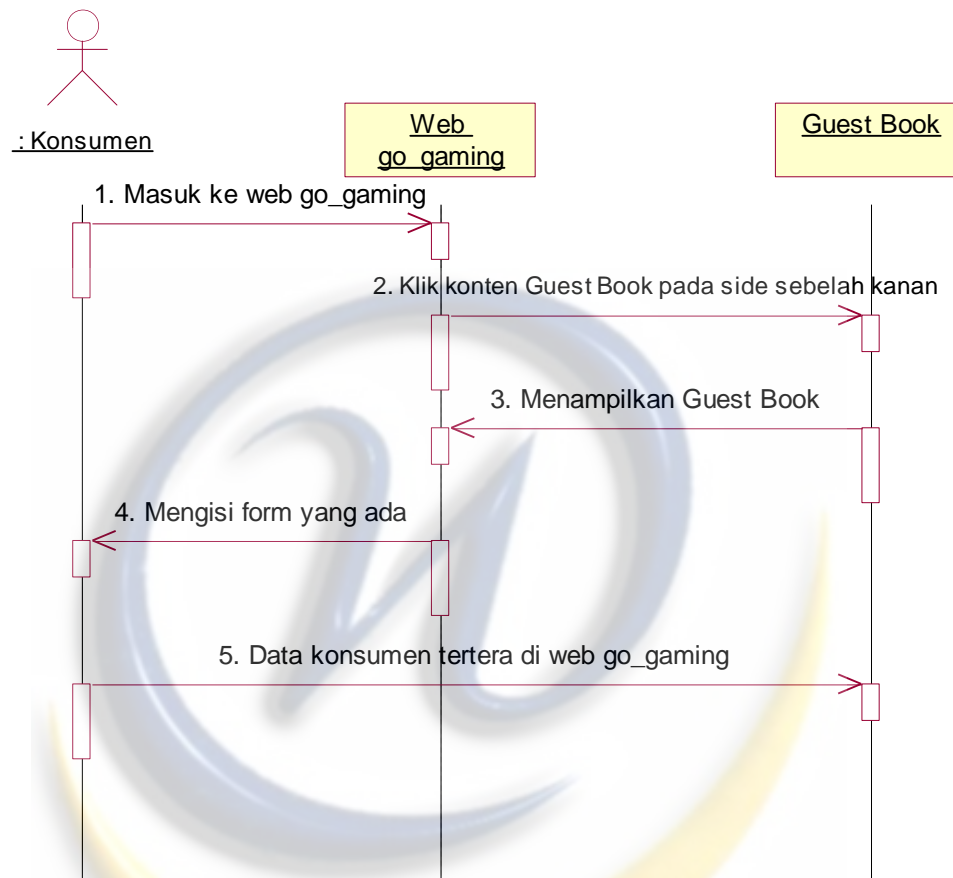 : Konsumen
Web
go_gaming
Guest Book
1. Masuk ke web go_gaming
2. Klik konten Guest Book pada side sebelah kanan
3. Menampilkan Guest Book
4. Mengisi form yang ada
5. Data konsumen tertera di web go_gaming